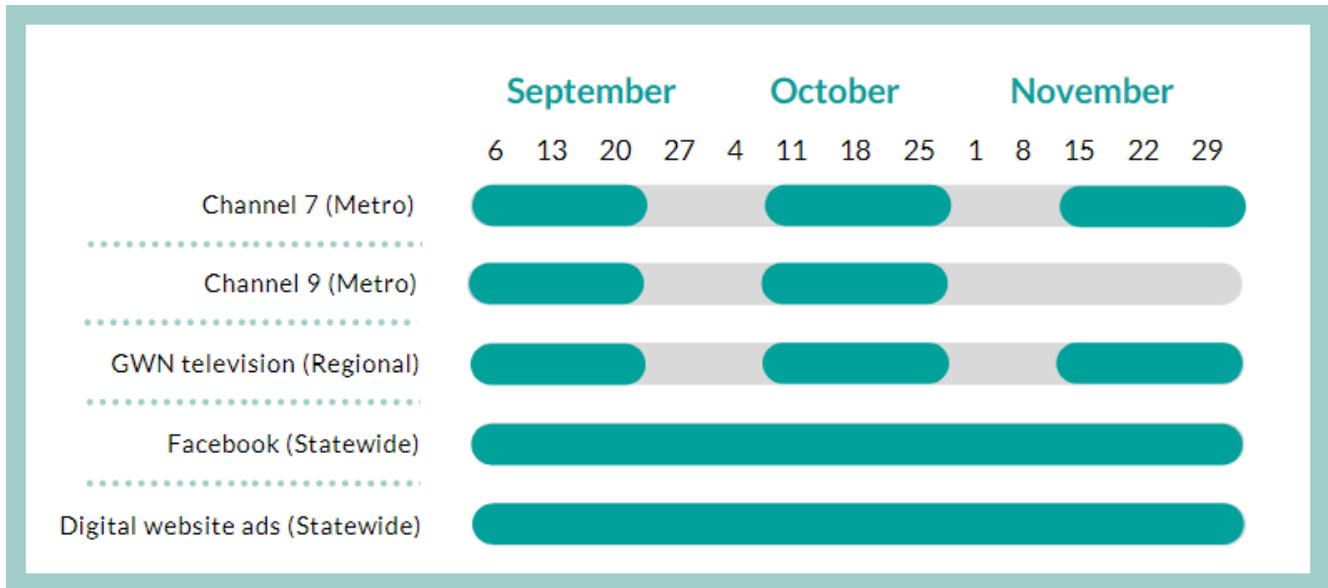 September October November
6 13 20 27 4 11 18 25 1 8 15 22 29
Channel 7 (Metro)
Channel 9 (Metro)
GWN television (Regional)
Facebook (Statewide)
Digital website ads (Statewide)